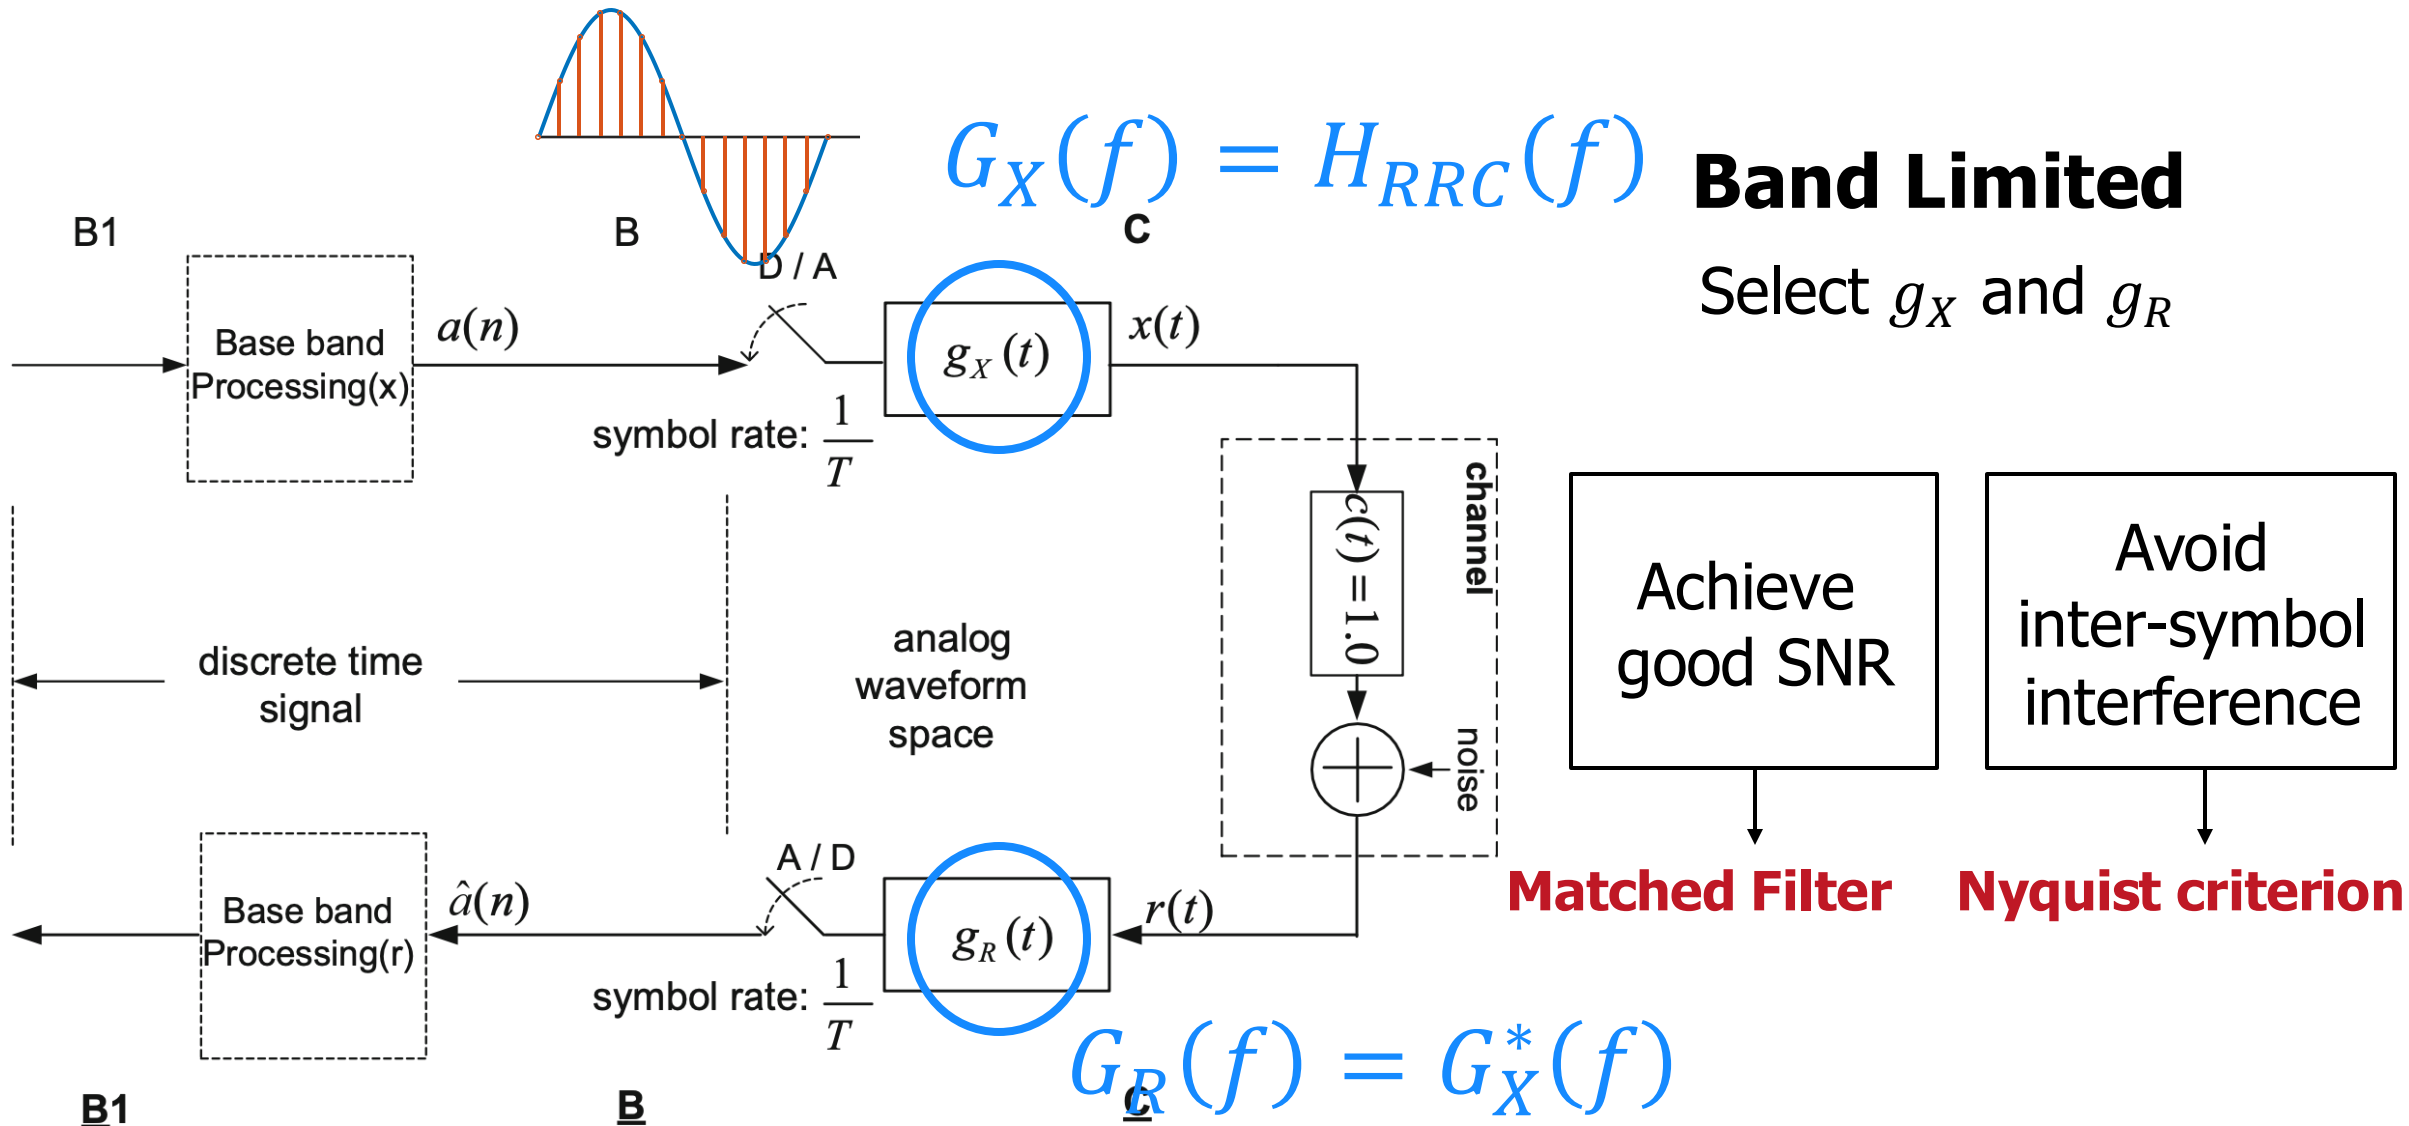 G_X(f) = H_RRC(f)
Band Limited
B1
B
C
D / A
Select g_X and g_R
Base band
Processing(x)
a(n)
g_X(t)
x(t)
symbol rate: 1/T
channel
c(t) =1.0
noise
Achieve
good SNR
Avoid
inter-symbol
interference
discrete time
signal
analog
waveform
space
Matched Filter
Nyquist criterion
A / D
Base band
Processing(r)
â(n)
g_R(t)
r(t)
symbol rate: 1/T
G_R(f) = G_X^*(f)
B1
B
C